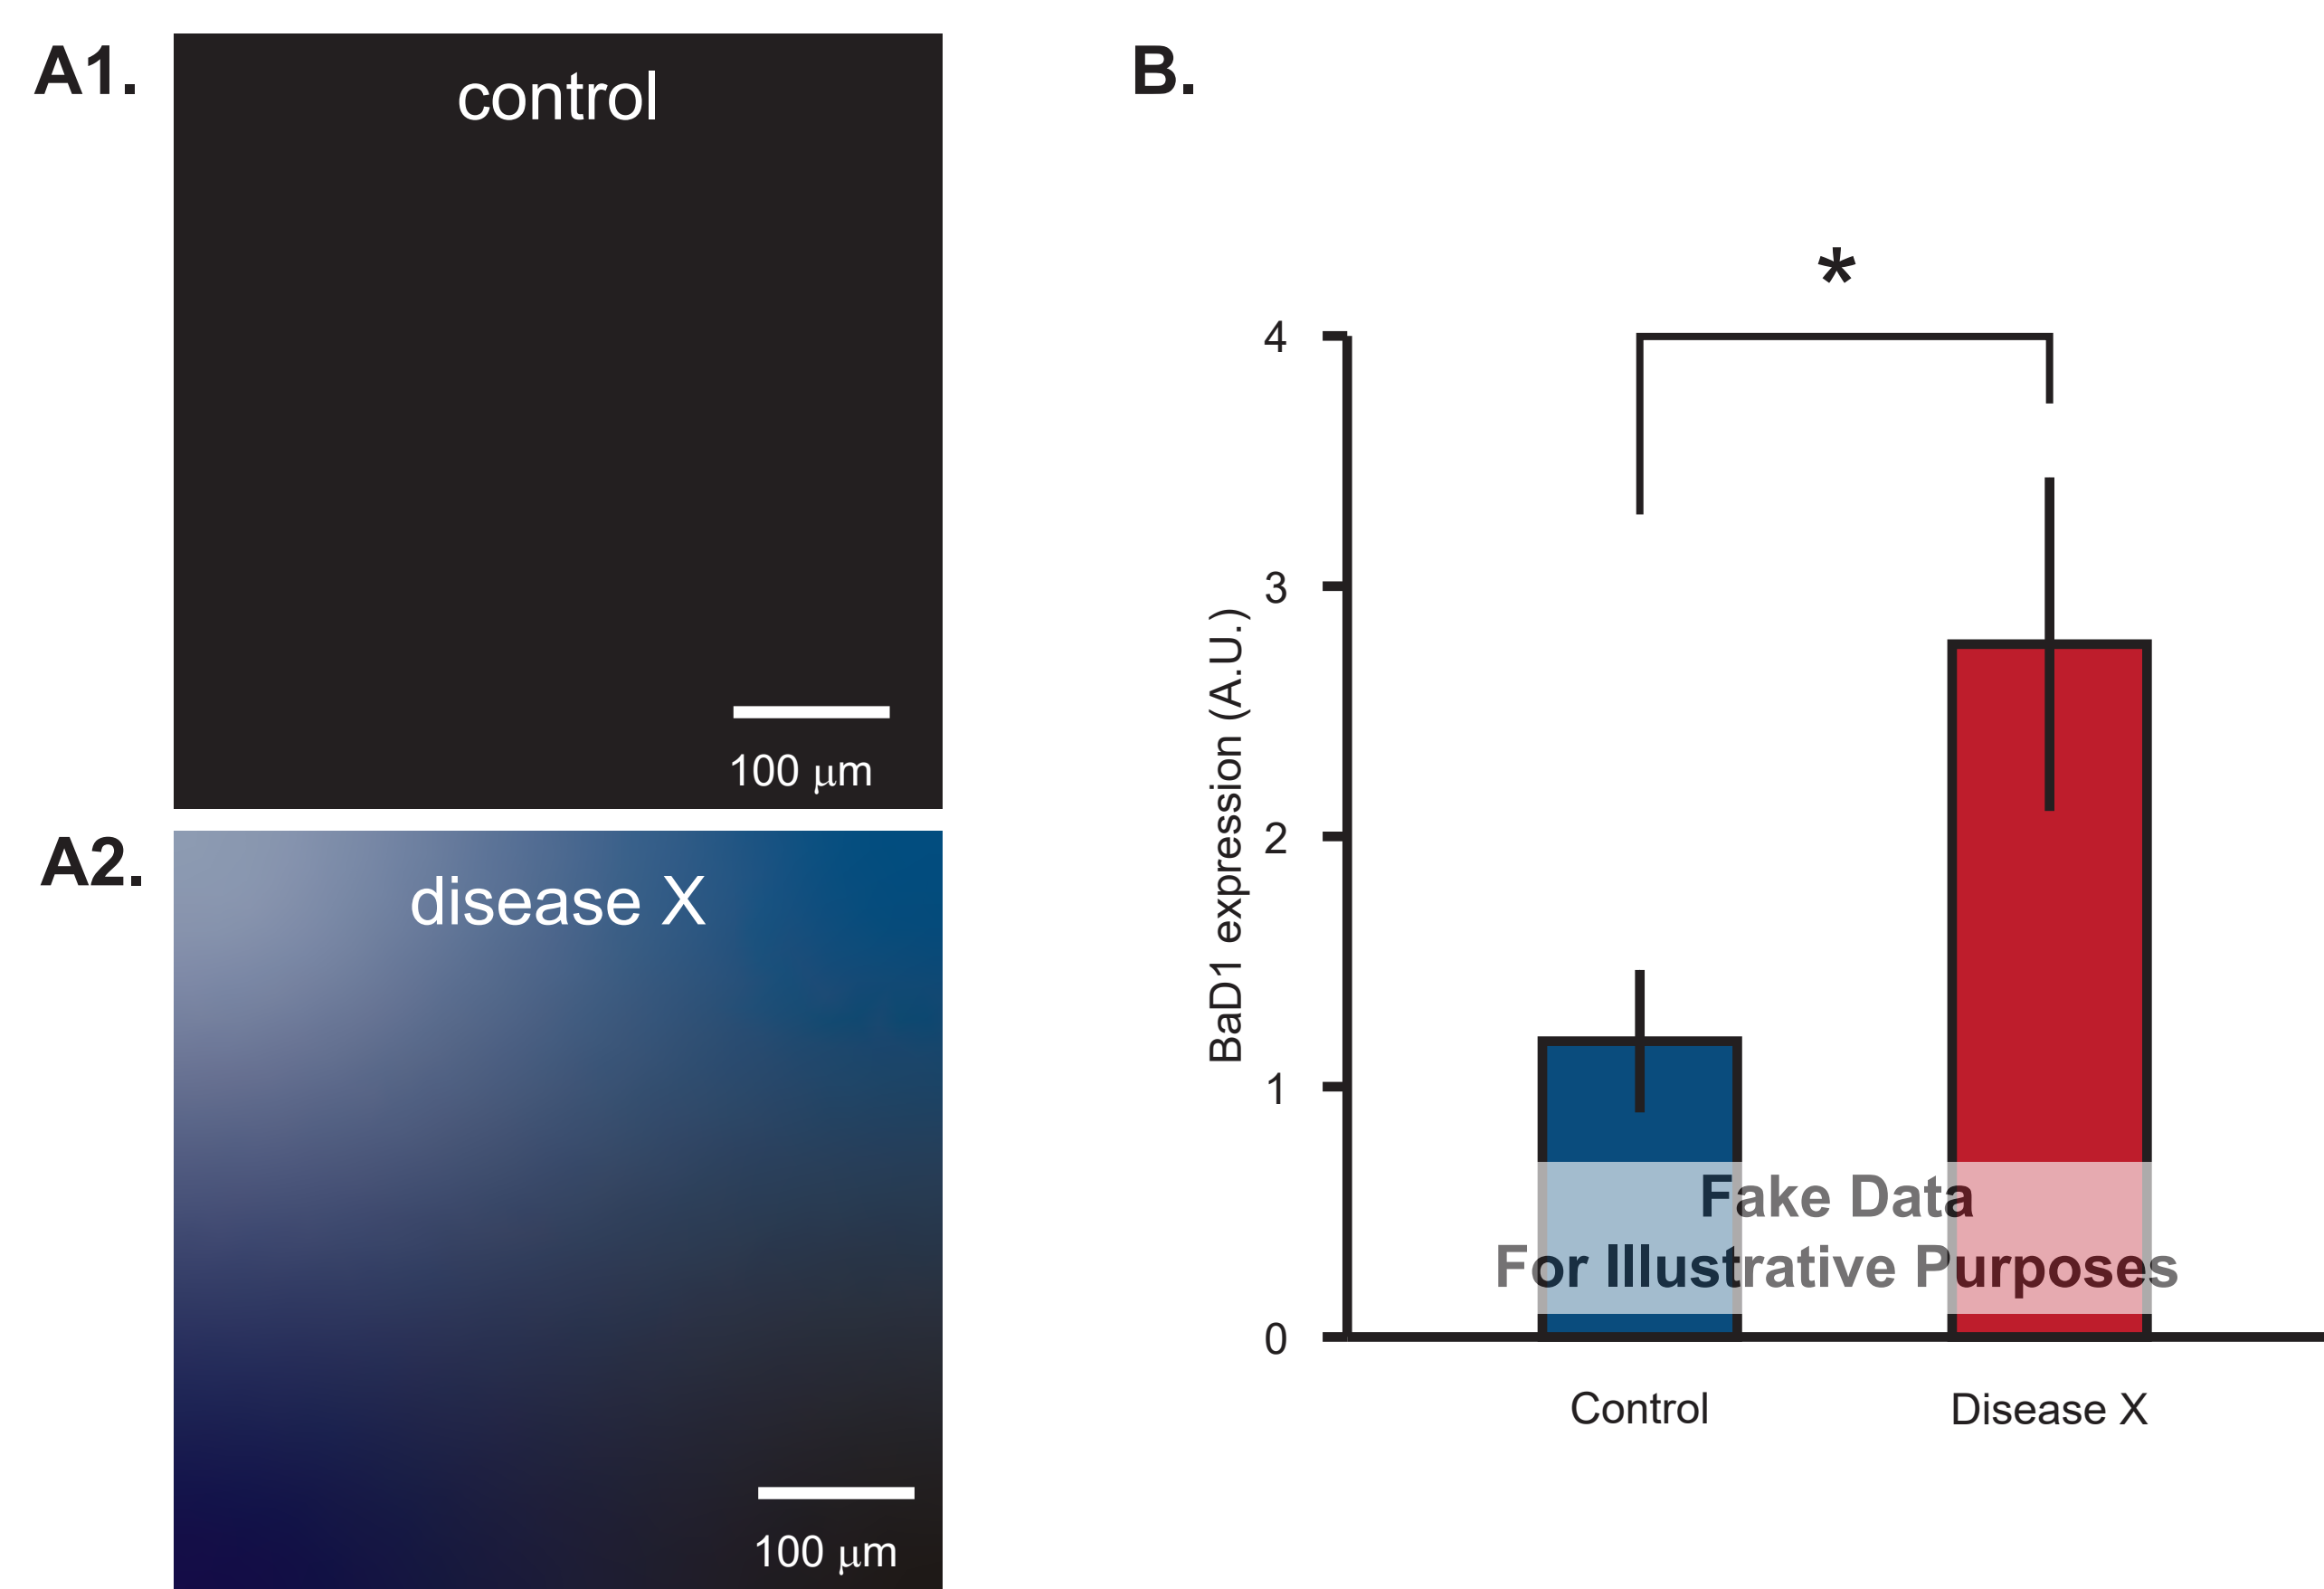 A1.
control
100 μm
A2.
disease X
100 μm
B.
*
4
3
2
1
0
BaD1 expression (A.U.)
Fake Data
For Illustrative Purposes
Control
Disease X